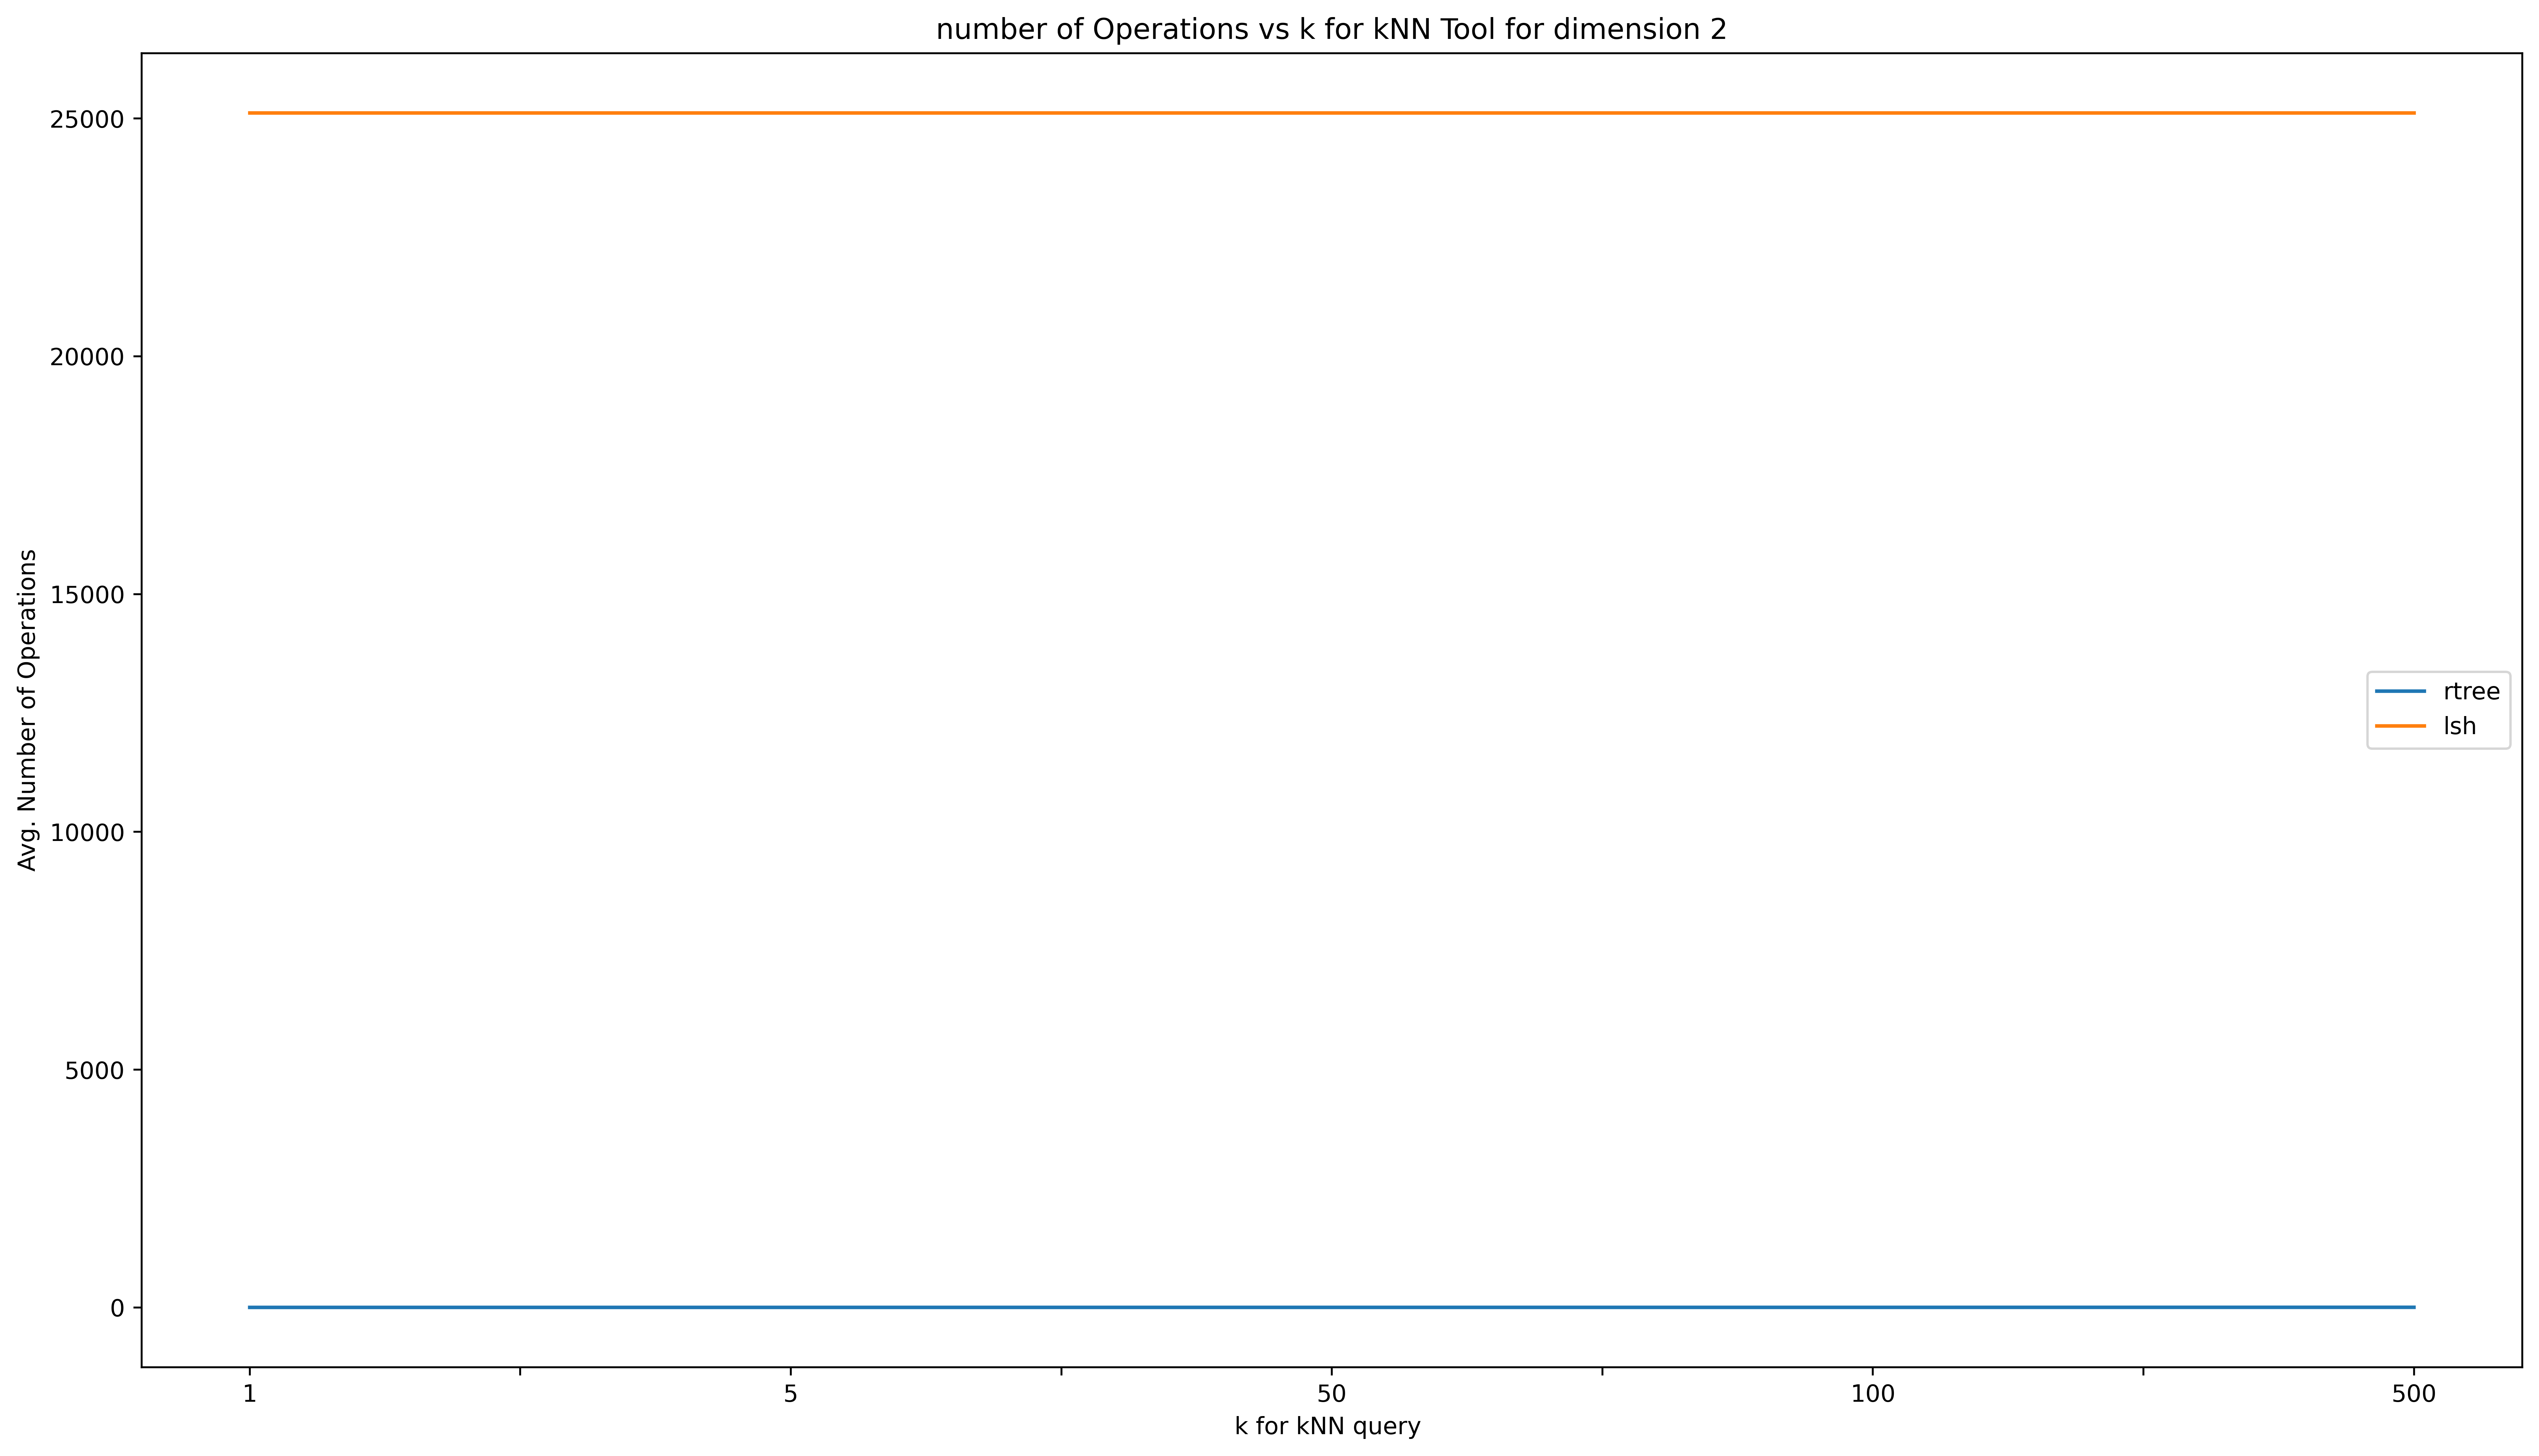 number of Operations vs k for kNN Tool for dimension 2
25000
20000
15000
10000
5000
0
Avg. Number of Operations
rtree
lsh
1 5 50 100 500
k for kNN query